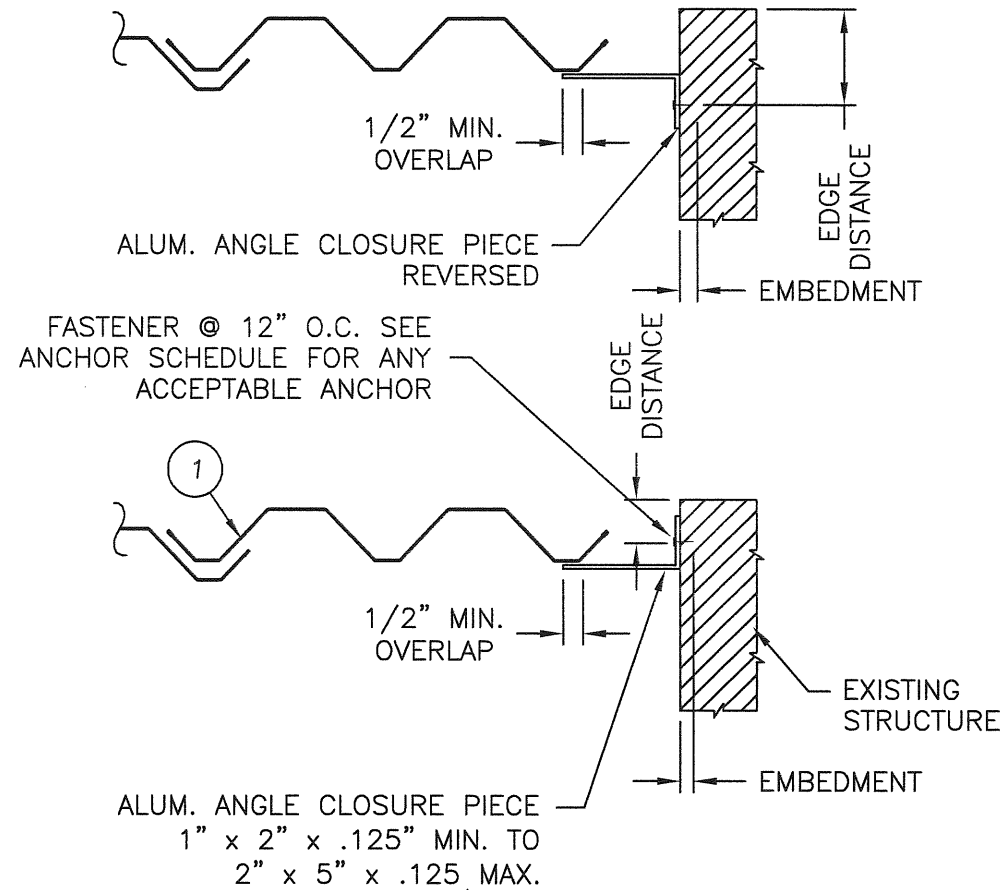 1/2” MIN.
OVERLAP
EDGE
DISTANCE
ALUM. ANGLE CLOSURE PIECE
REVERSED
EMBEDMENT
FASTENER @ 12” O.C. SEE
ANCHOR SCHEDULE FOR ANY
ACCEPTABLE ANCHOR
EDGE
DISTANCE
1
1/2” MIN.
OVERLAP
EXISTING
STRUCTURE
EMBEDMENT
ALUM. ANGLE CLOSURE PIECE
1” x 2” x .125” MIN. TO
2” x 5” x .125 MAX.